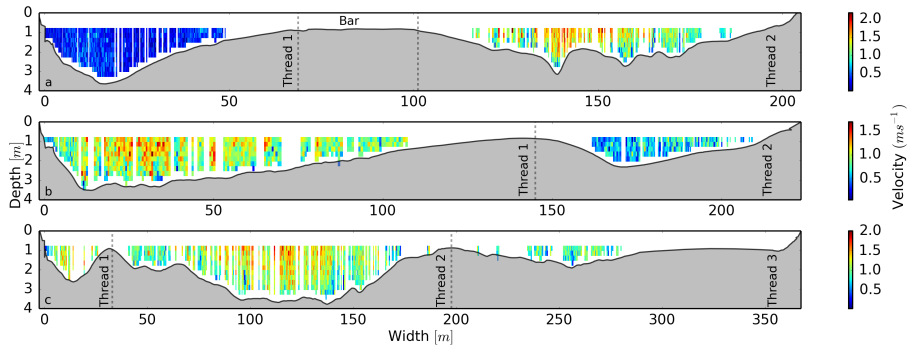 0
1
2
3
4
a
Bar
Thread 1
Thread 2
0 50 100 150 200
2.0
1.5
1.0
0.5
0
1
2
3
4
b
Thread 1
Thread 2
0 50 100 150 200
1.5
1.0
0.5
Depth [m]
Velocity (ms⁻¹)
0
1
2
3
4
c
Thread 1
Thread 2
Thread 3
0 50 100 150 200 250 300 350
2.0
1.5
1.0
0.5
Width [m]